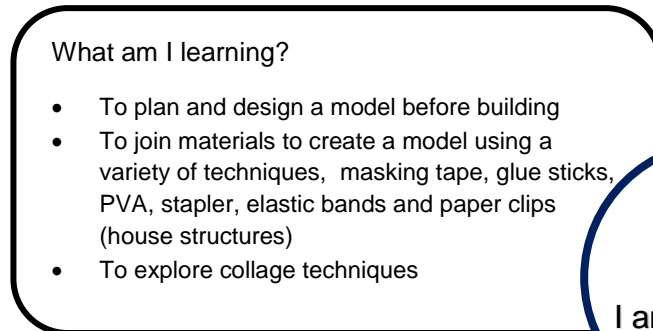 What am I learning?
• To plan and design a model before building
• To join materials to create a model using a
variety of techniques, masking tape, glue sticks,
PVA, stapler, elastic bands and paper clips
(house structures)
• To explore collage techniques
I a